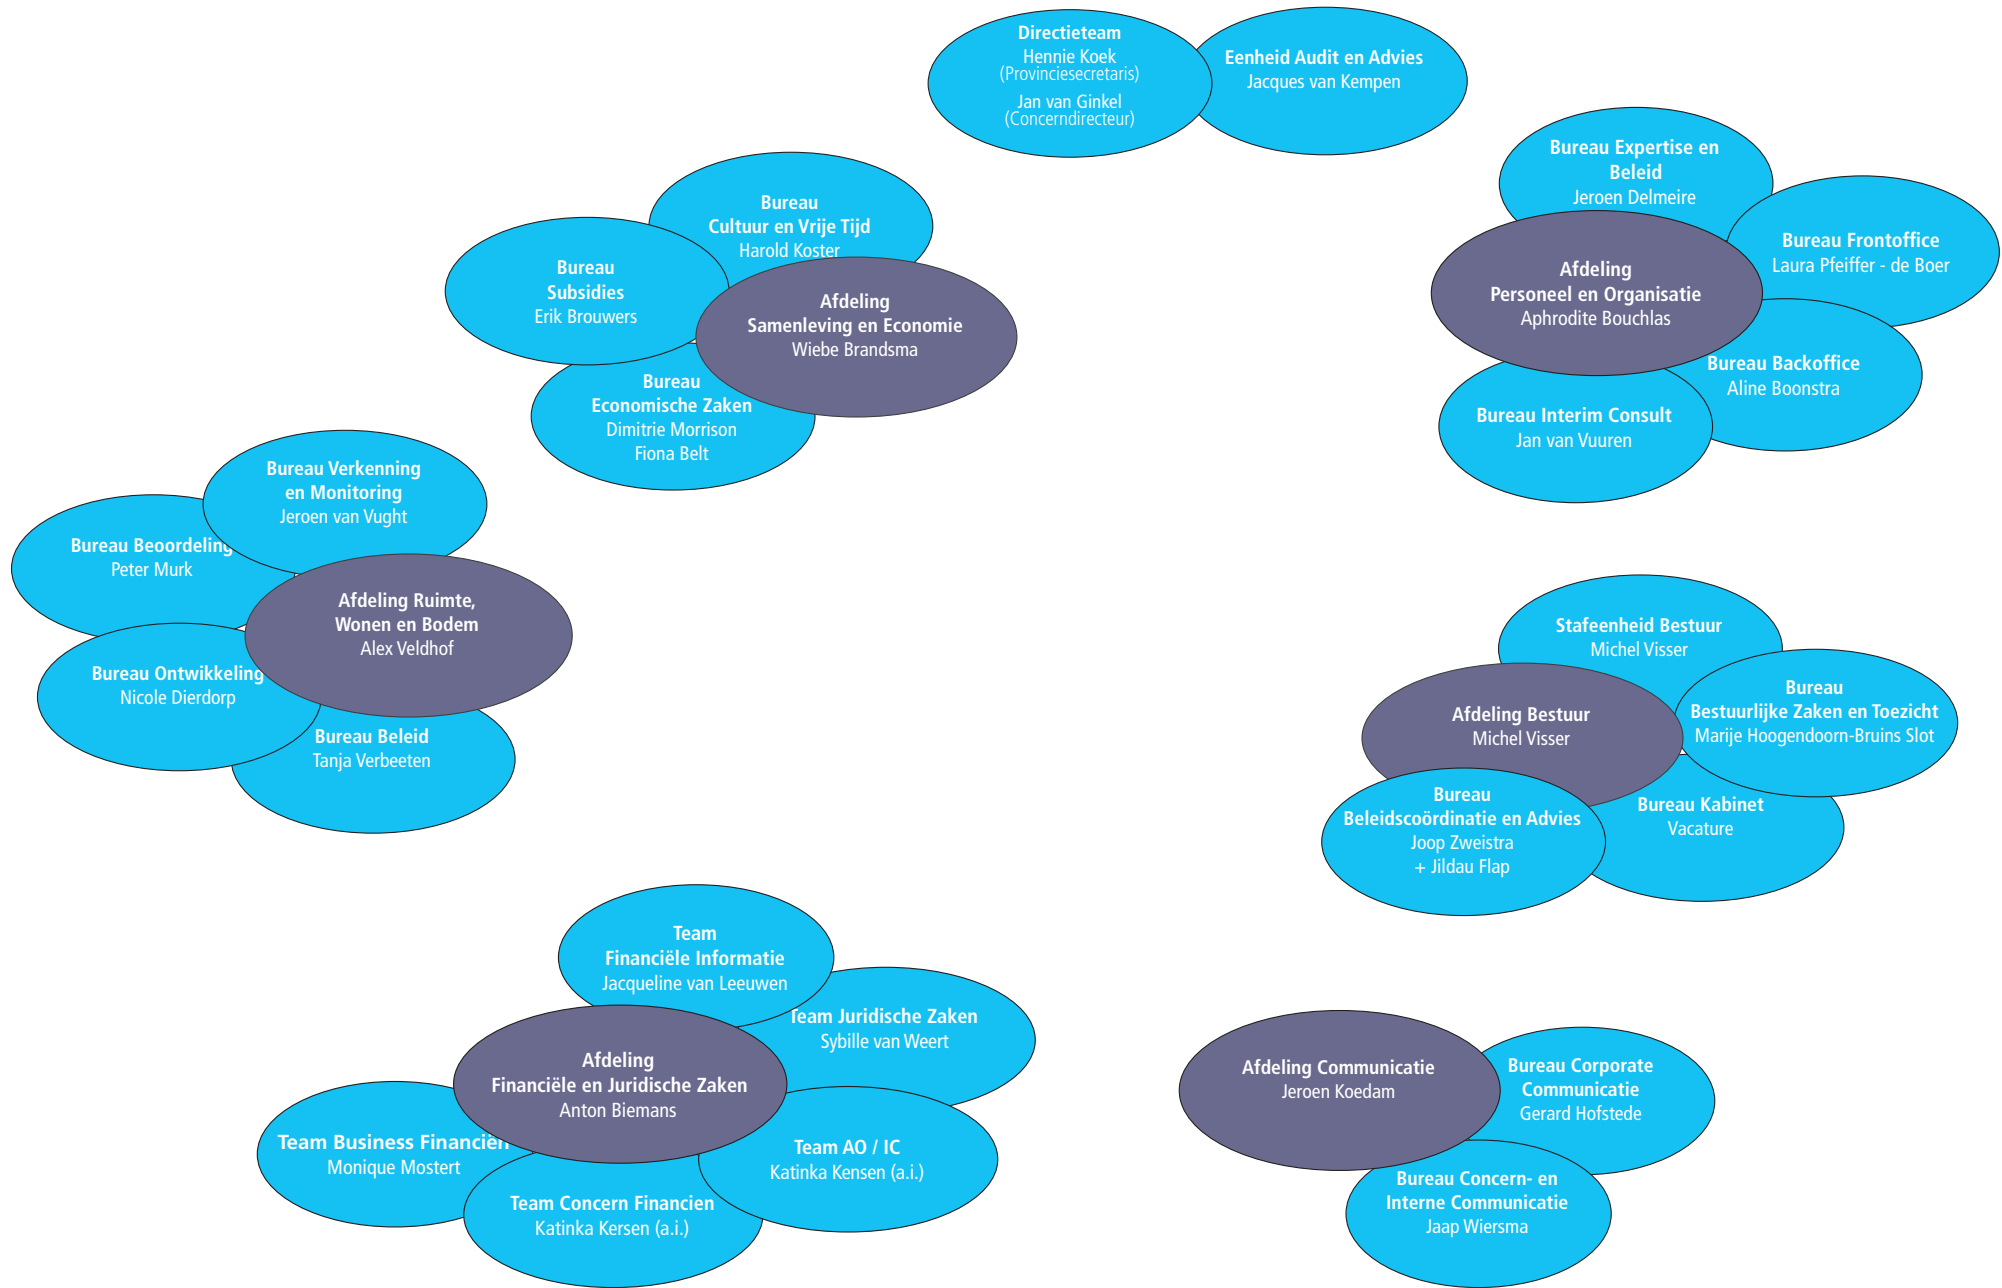 Directieteam
Hennie Koek
(Provinciesecretaris)
Jan van Ginkel
(Concerndirecteur)
Eenheid Audit en Advies
Jacques van Kempen
Bureau
Cultuur en Vrije Tijd
Harold Koster
Bureau
Subsidies
Erik Brouwers
Afdeling
Samenleving en Economie
Wiebe Brandsma
Bureau
Economische Zaken
Dimitrie Morrison
Fiona Belt
Bureau Expertise en
Beleid
Jeroen Delmeire
Bureau Frontoffice
Laura Pfeiffer - de Boer
Afdeling
Personeel en Organisatie
Aphrodite Bouchlas
Bureau Backoffice
Aline Boonstra
Bureau Interim Consult
Jan van Vuuren
Bureau Verkenning
en Monitoring
Jeroen van Vught
Bureau Beoordeling
Peter Murk
Afdeling Ruimte,
Wonen en Bodem
Alex Veldhof
Bureau Ontwikkeling
Nicole Dierdorp
Bureau Beleid
Tanja Verbeeten
Stafeenheid Bestuur
Michel Visser
Bureau
Bestuurlijke Zaken en Toezicht
Marije Hoogendoorn-Bruins Slot
Afdeling Bestuur
Michel Visser
Bureau
Beleidscoördinatie en Advies
Joop Zweistra
+ Jildau Flap
Bureau Kabinet
Vacature
Team
Financiële Informatie
Jacqueline van Leeuwen
Team Juridische Zaken
Sybille van Weert
Afdeling
Financiële en Juridische Zaken
Anton Biemans
Team Business Financiën
Monique Mostert
Team AO / IC
Katinka Kensen (a.i.)
Team Concern Financien
Katinka Kersen (a.i.)
Afdeling Communicatie
Jeroen Koedam
Bureau Corporate
Communicatie
Gerard Hofstede
Bureau Concern- en
Interne Communicatie
Jaap Wiersma